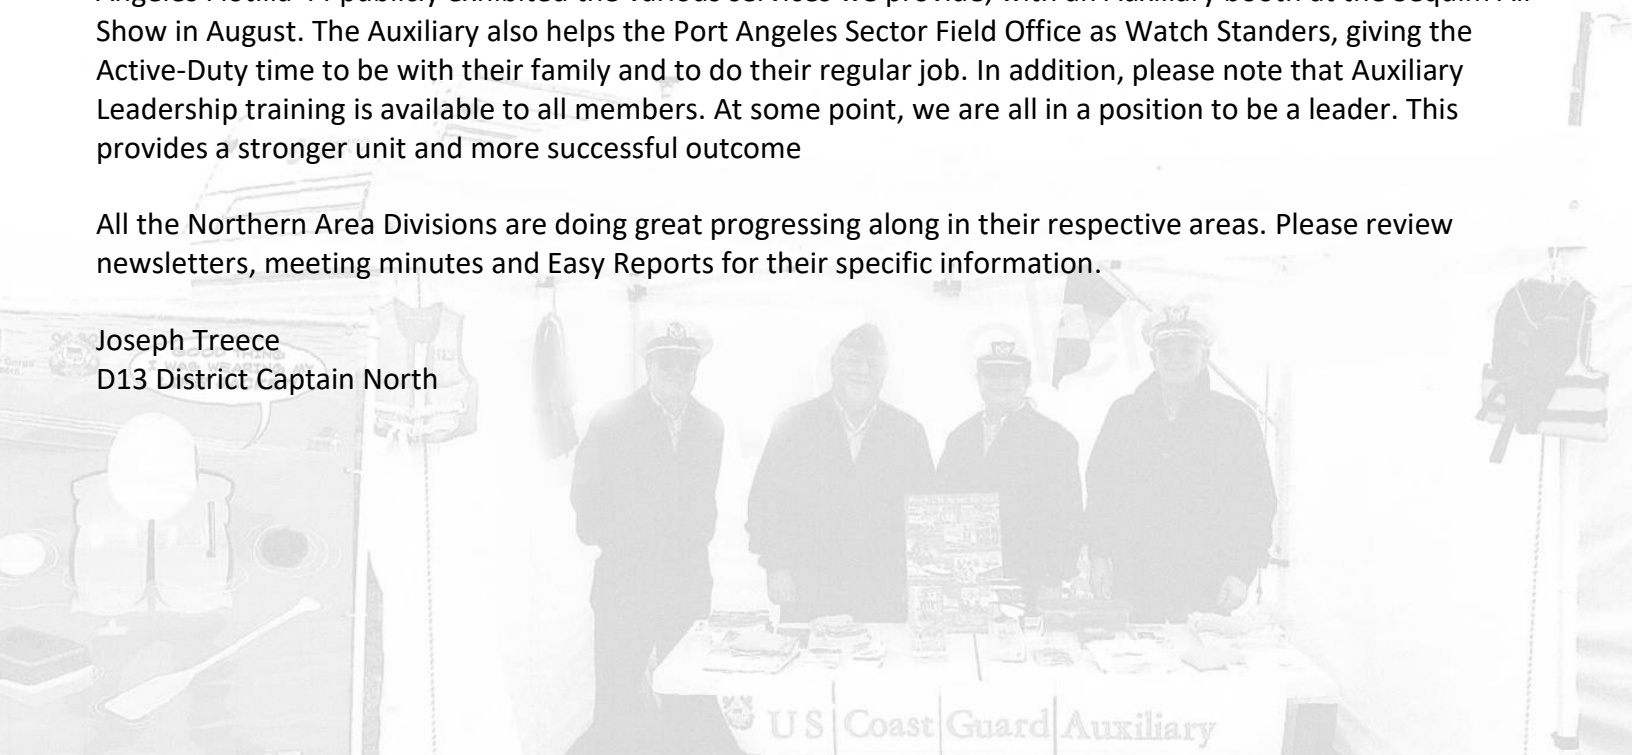 Show in August. The Auxiliary also helps the Port Angeles Sector Field Office as Watch Standers, giving the
Active-Duty time to be with their family and to do their regular job. In addition, please note that Auxiliary
Leadership training is available to all members. At some point, we are all in a position to be a leader. This
provides a stronger unit and more successful outcome
All the Northern Area Divisions are doing great progressing along in their respective areas. Please review
newsletters, meeting minutes and Easy Reports for their specific information.
Joseph Treece
D13 District Captain North
GOOD THING
I WAS WEARING MY
US Coast Guard Auxiliary